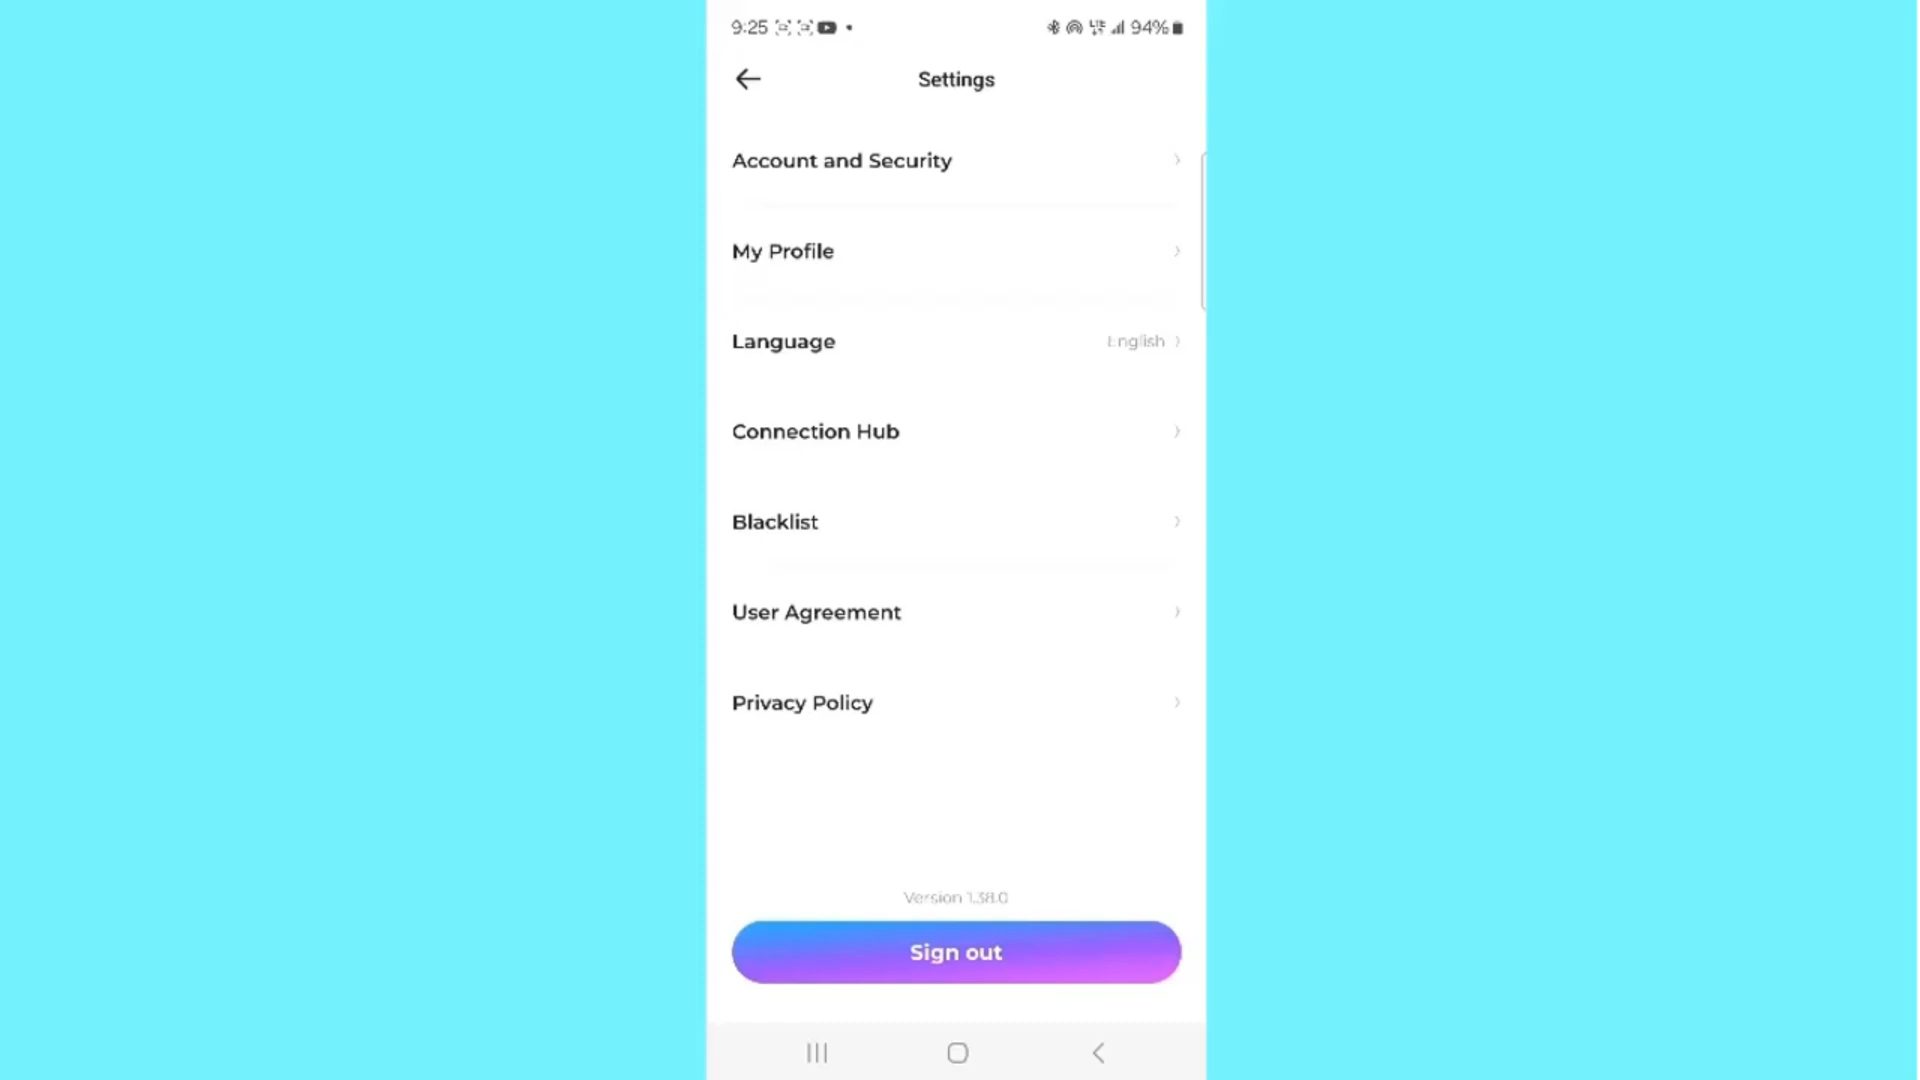 9:25 94%
Settings
Account and Security
My Profile
Language English
Connection Hub
Blacklist
User Agreement
Privacy Policy
Version 1.38.0
Sign out